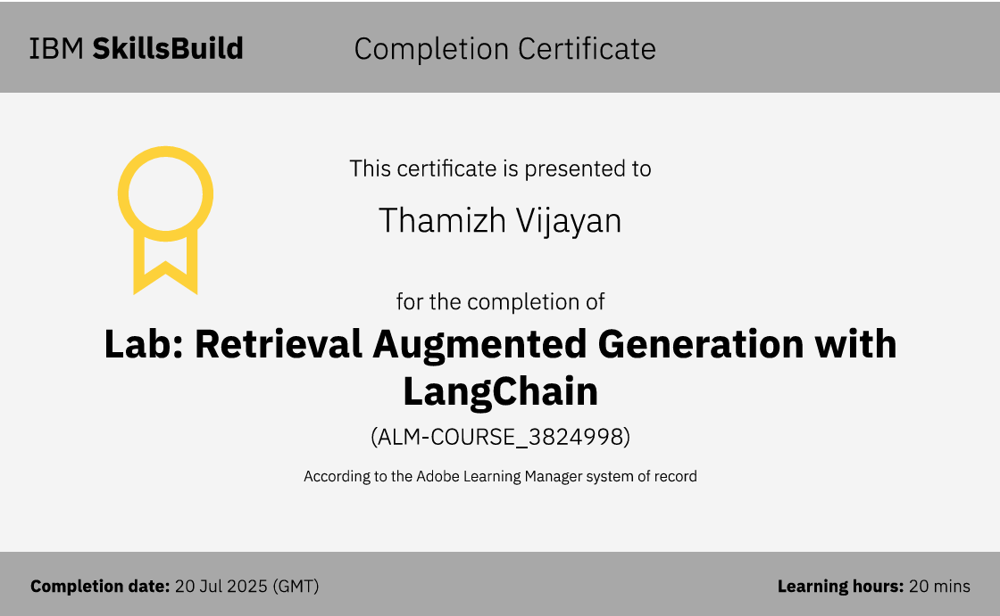 IBM SkillsBuild
Completion Certificate
This certificate is presented to
Thamizh Vijayan
for the completion of
Lab: Retrieval Augmented Generation with
LangChain
(ALM-COURSE_3824998)
According to the Adobe Learning Manager system of record
Completion date: 20 Jul 2025 (GMT)
Learning hours: 20 mins